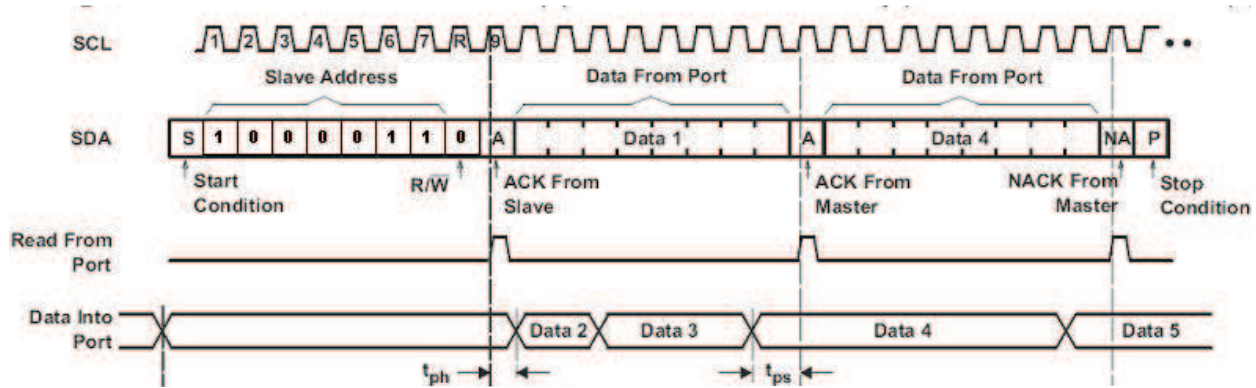 SCL 1 2 3 4 5 6 7 R 9
Slave Address Data From Port Data From Port
SDA S 1 0 0 0 0 1 1 0 A Data 1 A Data 4 NA P
Start Condition
R/W̅
ACK From Slave
ACK From Master
NACK From Master
Stop Condition
Read From Port
Data Into Port
Data 2 Data 3 Data 4 Data 5
tph tps